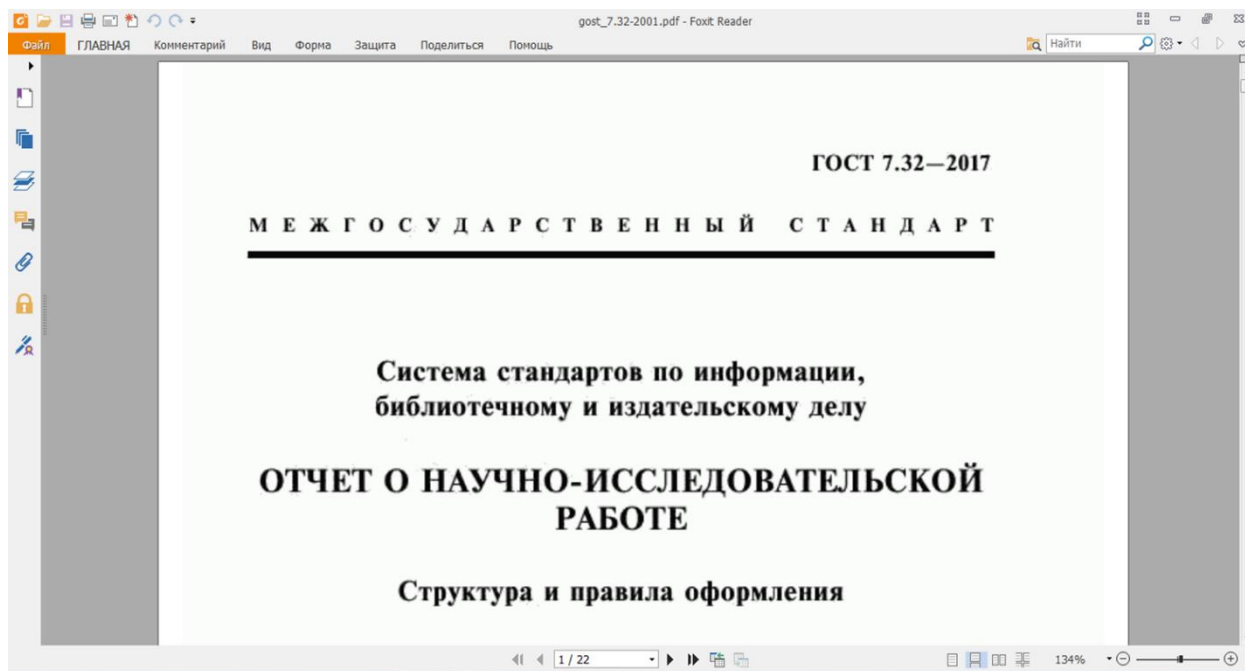 gost_7.32-2001.pdf - Foxit Reader
Файл ГЛАВНАЯ Комментарий Вид Форма Защита Поделиться Помощь Найти
ГОСТ 7.32—2017
МЕЖГОСУДАРСТВЕННЫЙ СТАНДАРТ
Система стандартов по информации,
библиотечному и издательскому делу
ОТЧЕТ О НАУЧНО-ИССЛЕДОВАТЕЛЬСКОЙ
РАБОТЕ
Структура и правила оформления
1 / 22 134%